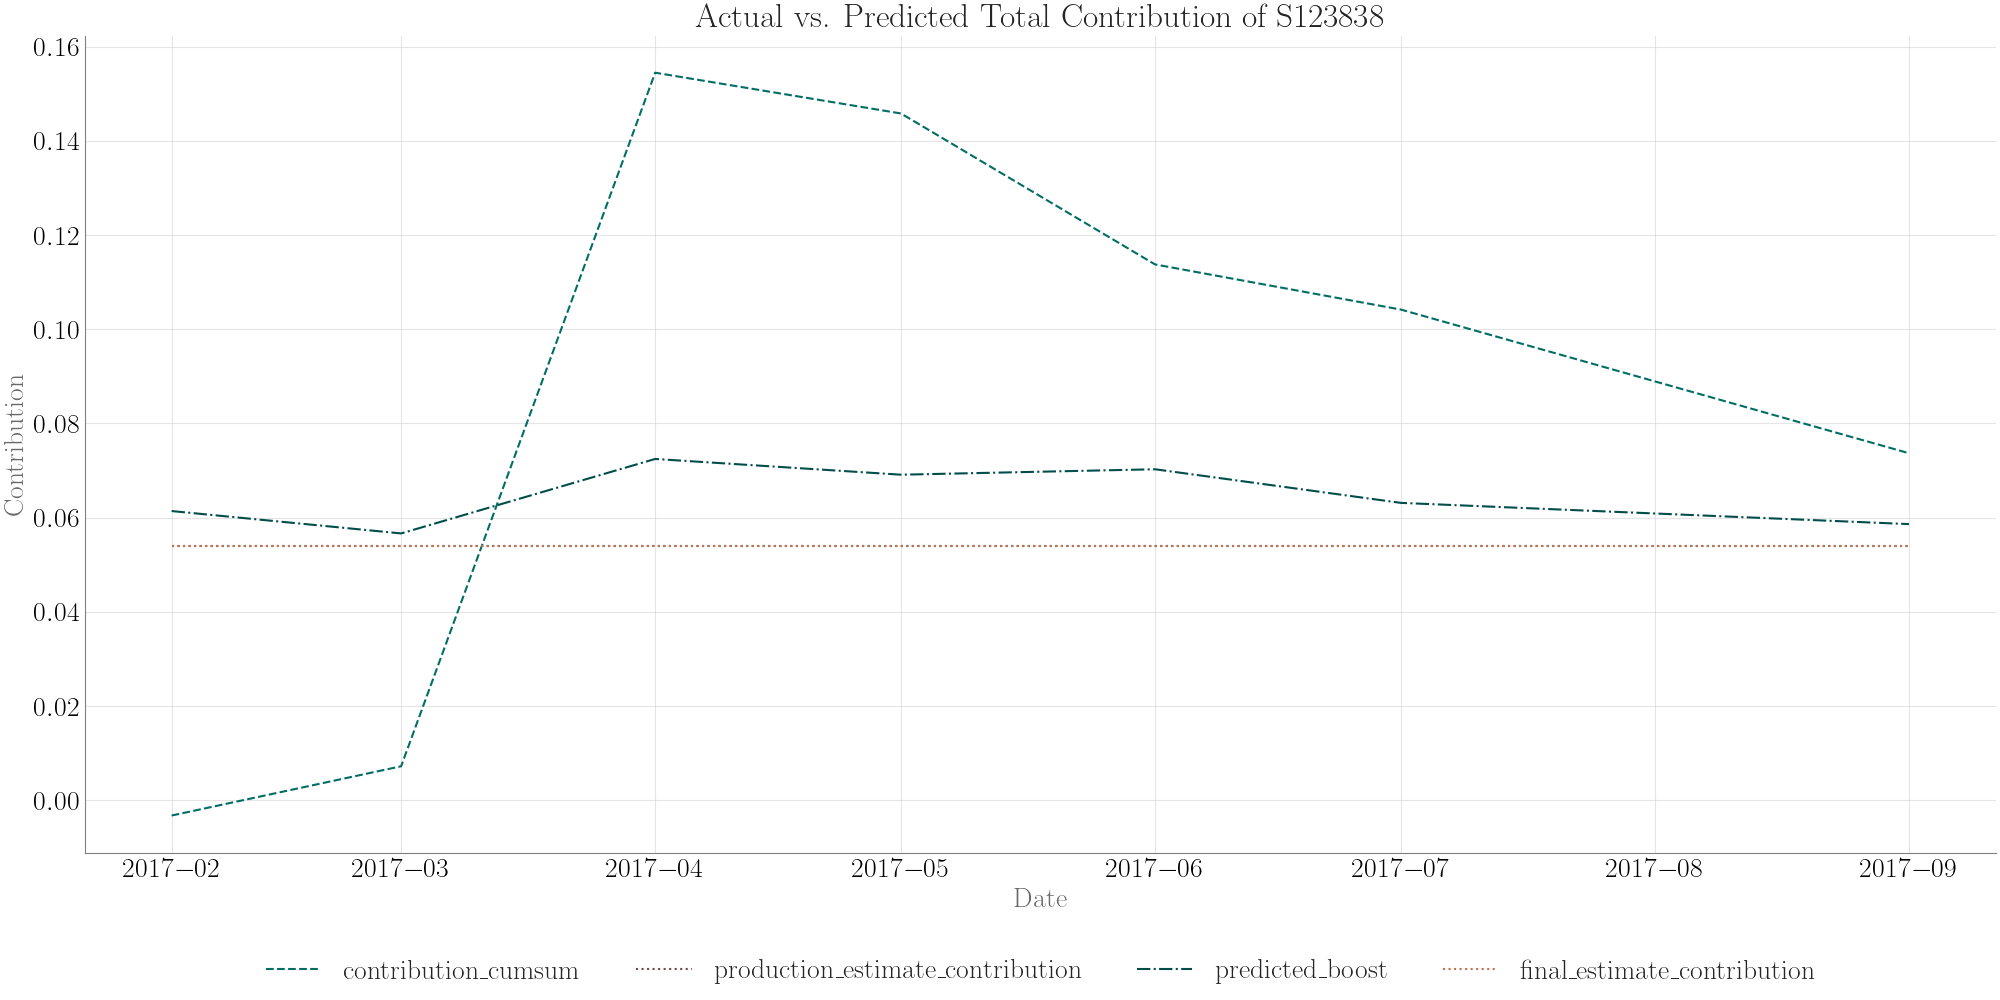 Actual vs. Predicted Total Contribution of S123838
0.16
0.14
0.12
0.10
0.08
0.06
0.04
0.02
0.00
Contribution
2017–02 2017–03 2017–04 2017–05 2017–06 2017–07 2017–08 2017–09
Date
contribution_cumsum production_estimate_contribution predicted_boost final_estimate_contribution